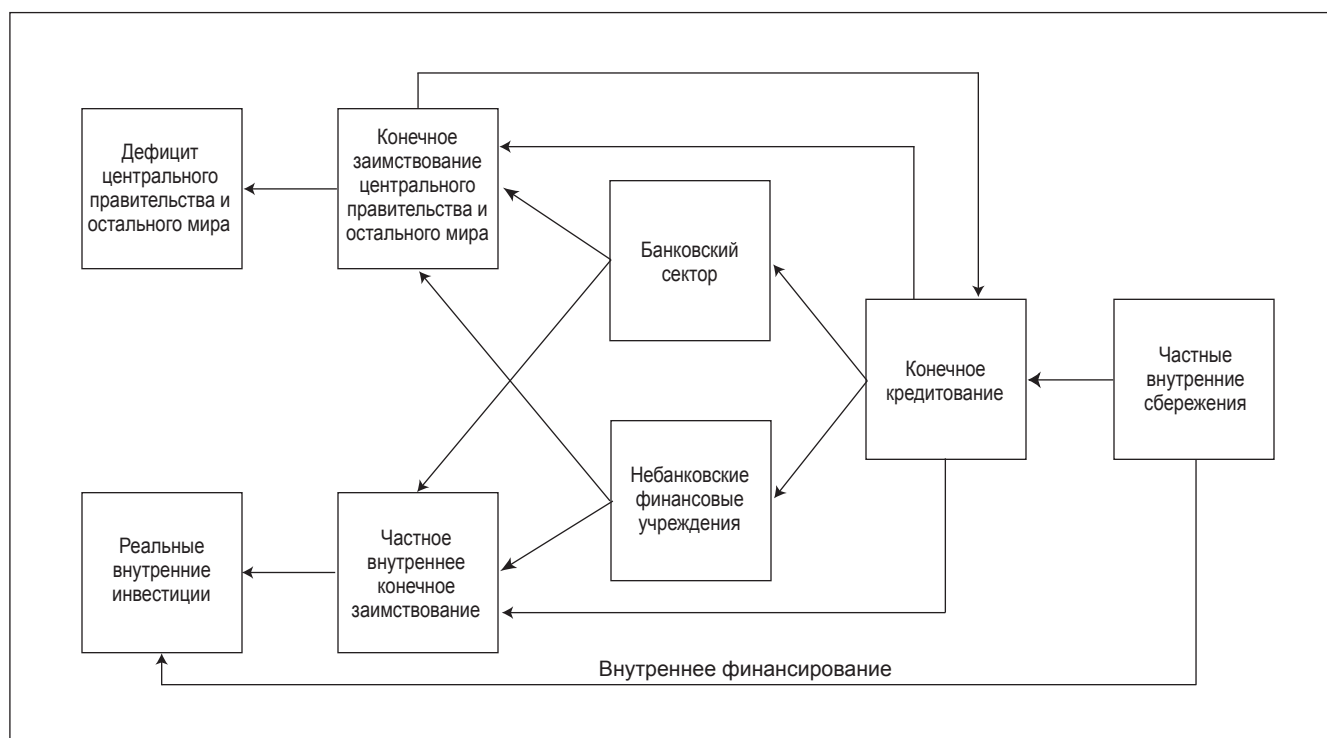 Дефицит
центрального
правительства и
остального мира
Конечное
заимствование
центрального
правительства и
остального мира
Банковский
сектор
Конечное
кредитование
Частные
внутренние
сбережения
Небанковские
финансовые
учреждения
Реальные
внутренние
инвестиции
Частное
внутреннее
конечное
заимствование
Внутреннее финансирование